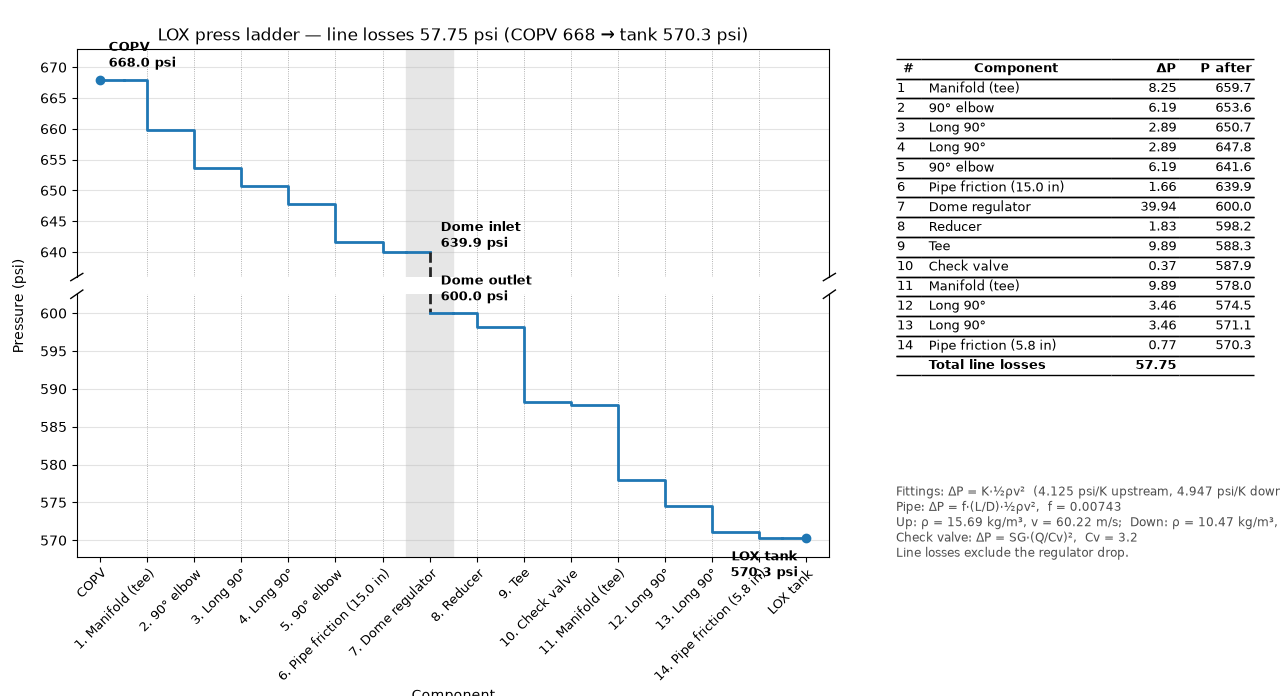 LOX press ladder — line losses 57.75 psi (COPV 668 → tank 570.3 psi)
COPV
668.0 psi
Dome inlet
639.9 psi
Dome outlet
600.0 psi
LOX tank
570.3 psi
Pressure (psi)
670
665
660
655
650
645
640
600
595
590
585
580
575
570
COPV
1. Manifold (tee)
2. 90° elbow
3. Long 90°
4. Long 90°
5. 90° elbow
6. Pipe friction (15.0 in)
7. Dome regulator
8. Reducer
9. Tee
10. Check valve
11. Manifold (tee)
12. Long 90°
13. Long 90°
14. Pipe friction (5.8 in)
LOX tank
Component
# Component ΔP P after
1 Manifold (tee) 8.25 659.7
2 90° elbow 6.19 653.6
3 Long 90° 2.89 650.7
4 Long 90° 2.89 647.8
5 90° elbow 6.19 641.6
6 Pipe friction (15.0 in) 1.66 639.9
7 Dome regulator 39.94 600.0
8 Reducer 1.83 598.2
9 Tee 9.89 588.3
10 Check valve 0.37 587.9
11 Manifold (tee) 9.89 578.0
12 Long 90° 3.46 574.5
13 Long 90° 3.46 571.1
14 Pipe friction (5.8 in) 0.77 570.3
Total line losses 57.75
Fittings: ΔP = K·½ρv² (4.125 psi/K upstream, 4.947 psi/K down
Pipe: ΔP = f·(L/D)·½ρv², f = 0.00743
Up: ρ = 15.69 kg/m³, v = 60.22 m/s; Down: ρ = 10.47 kg/m³,
Check valve: ΔP = SG·(Q/Cv)², Cv = 3.2
Line losses exclude the regulator drop.